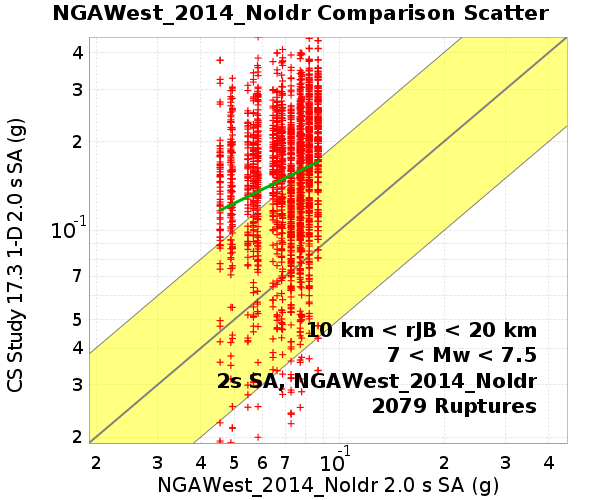 NGAWest_2014_NoIdr Comparison Scatter
CS Study 17.3 1-D 2.0 s SA (g)
4
3
2
10⁻¹
7
5
4
3
2
10 km < rJB < 20 km
7 < Mw < 7.5
2s SA, NGAWest_2014_NoIdr
2079 Ruptures
2 3 4 5 6 7 10⁻¹ 2 3 4
NGAWest_2014_NoIdr 2.0 s SA (g)